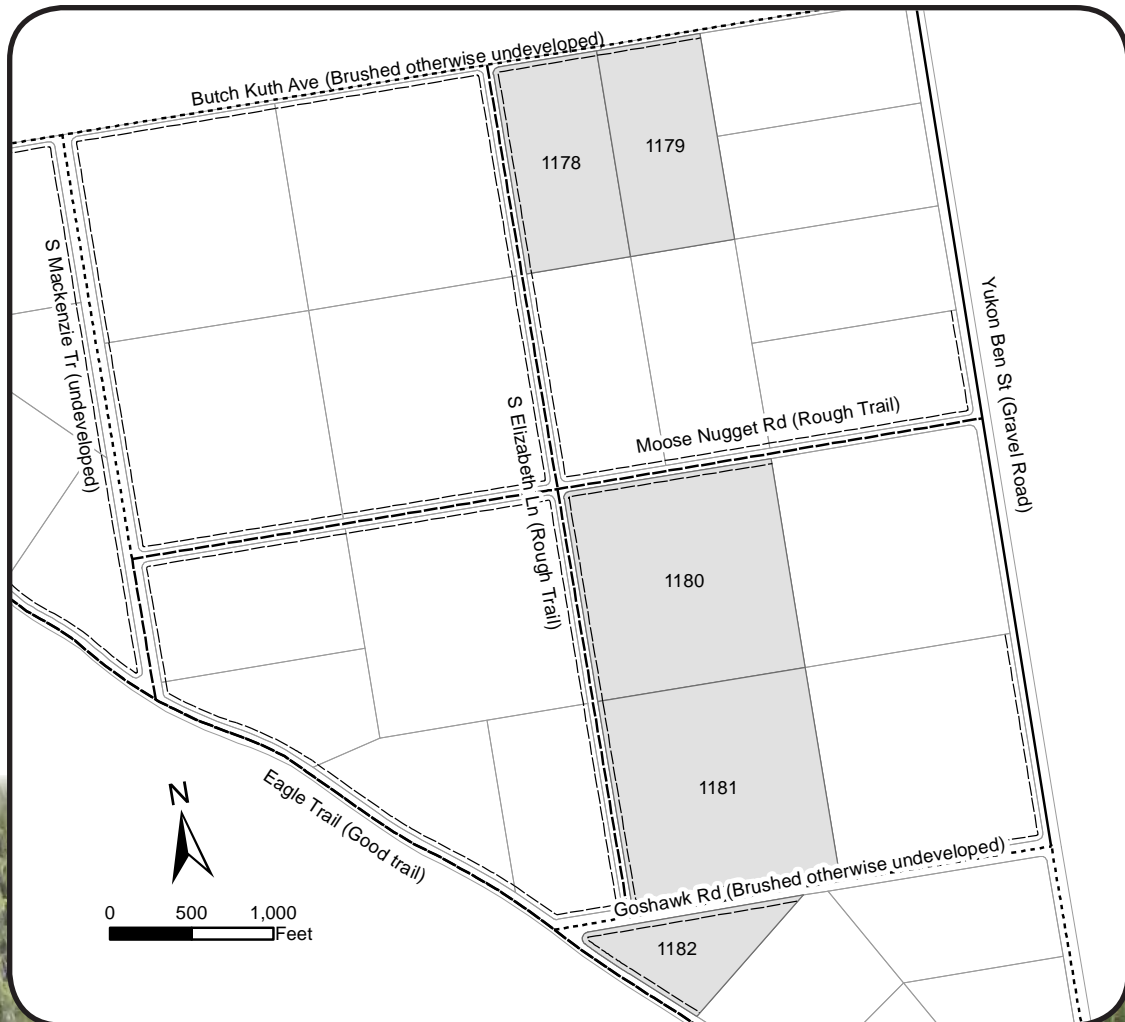 Butch Kuth Ave (Brushed otherwise undeveloped)
1178
1179
S Mackenzie Tr (undeveloped)
Yukon Ben St (Gravel Road)
S Elizabeth Ln (Rough Trail)
Moose Nugget Rd (Rough Trail)
1180
1181
Eagle Trail (Good trail)
N
Goshawk Rd (Brushed otherwise undeveloped)
0 500 1,000
Feet
1182